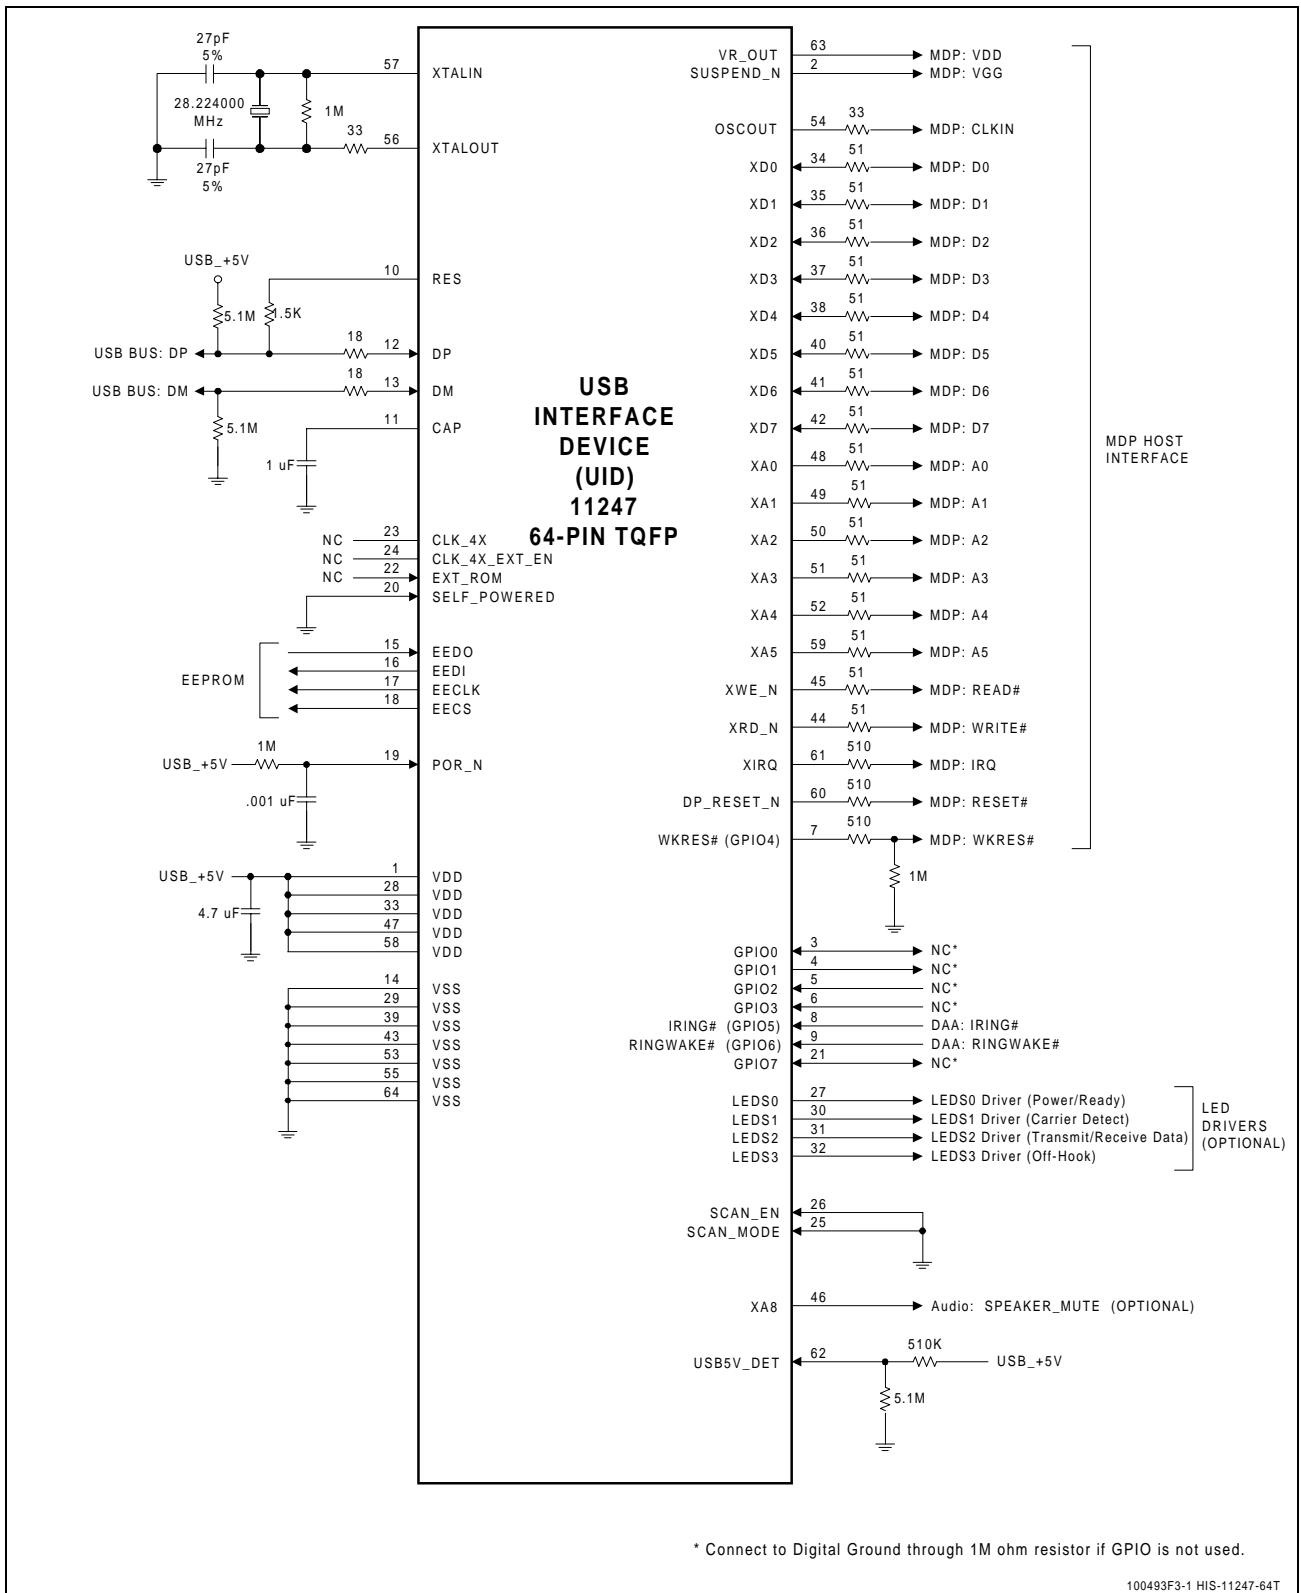 27pF
5%
57
XTALIN
28.224000
MHz
1M
33
56
XTALOUT
27pF
5%
USB_+5V
10
RES
5.1M
1.5K
18
USB BUS: DP
12
DP
18
USB BUS: DM
13
DM
5.1M
11
CAP
1 uF
NC
23
CLK_4X
NC
24
CLK_4X_EXT_EN
NC
22
EXT_ROM
20
SELF_POWERED
EEPROM
15
EEDO
16
EEDI
17
EECLK
18
EECS
1M
USB_+5V
19
POR_N
.001 uF
USB_+5V
4.7 uF
1
VDD
28
VDD
33
VDD
47
VDD
58
VDD
14
VSS
29
VSS
39
VSS
43
VSS
53
VSS
55
VSS
64
VSS
USB
INTERFACE
DEVICE
(UID)
11247
64-PIN TQFP
VR_OUT
63
MDP: VDD
SUSPEND_N
2
MDP: VGG
OSCOUT
54
33
MDP: CLKIN
XD0
34
51
MDP: D0
XD1
35
51
MDP: D1
XD2
36
51
MDP: D2
XD3
37
51
MDP: D3
XD4
38
51
MDP: D4
XD5
40
51
MDP: D5
XD6
41
51
MDP: D6
XD7
42
51
MDP: D7
XA0
48
51
MDP: A0
XA1
49
51
MDP: A1
XA2
50
51
MDP: A2
XA3
51
51
MDP: A3
XA4
52
51
MDP: A4
XA5
59
51
MDP: A5
XWE_N
45
51
MDP: READ#
XRD_N
44
51
MDP: WRITE#
XIRQ
61
510
MDP: IRQ
DP_RESET_N
60
510
MDP: RESET#
WKRES# (GPIO4)
7
510
MDP: WKRES#
1M
MDP HOST
INTERFACE
GPIO0
3
NC*
GPIO1
4
NC*
GPIO2
5
NC*
GPIO3
6
NC*
IRING# (GPIO5)
8
DAA: IRING#
RINGWAKE# (GPIO6)
9
DAA: RINGWAKE#
GPIO7
21
NC*
LEDS0
27
LEDS0 Driver (Power/Ready)
LEDS1
30
LEDS1 Driver (Carrier Detect)
LEDS2
31
LEDS2 Driver (Transmit/Receive Data)
LEDS3
32
LEDS3 Driver (Off-Hook)
LED
DRIVERS
(OPTIONAL)
SCAN_EN
26
SCAN_MODE
25
XA8
46
Audio: SPEAKER_MUTE (OPTIONAL)
USB5V_DET
62
510K
USB_+5V
5.1M
* Connect to Digital Ground through 1M ohm resistor if GPIO is not used.
100493F3-1 HIS-11247-64T